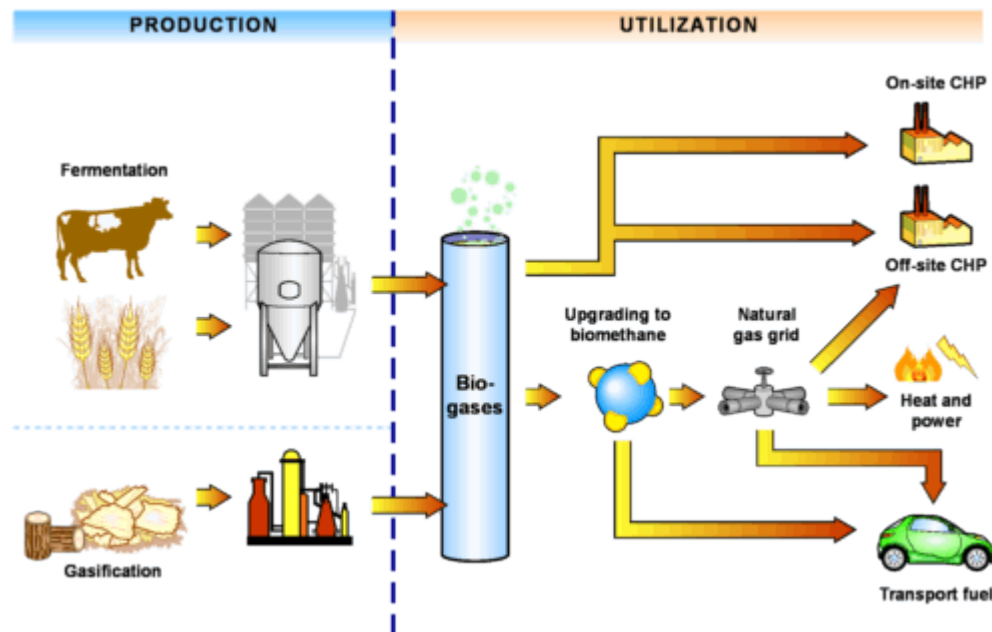 PRODUCTION
UTILIZATION
On-site CHP
Fermentation
Off-site CHP
Upgrading to
biomethane
Natural
gas grid
Bio-
gases
Heat and
power
Gasification
Transport fuel